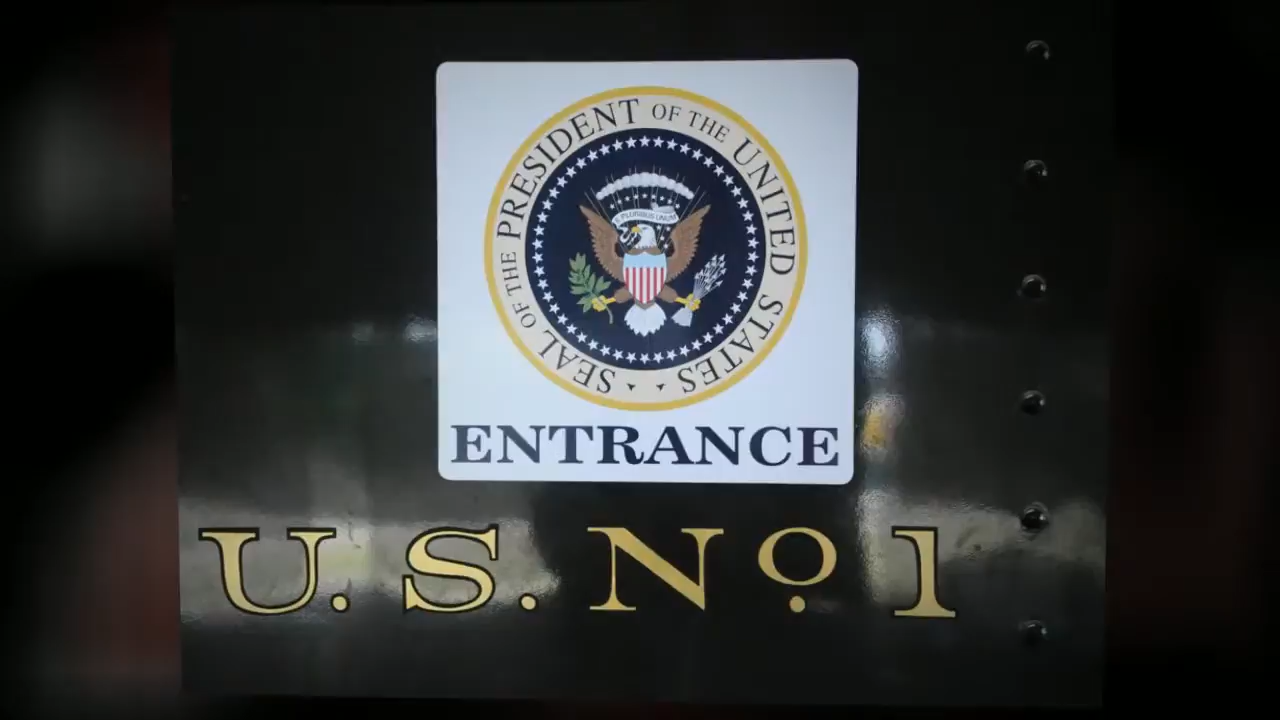 SEAL OF THE PRESIDENT OF THE UNITED STATES
E PLURIBUS UNUM
ENTRANCE
U.S. No. 1